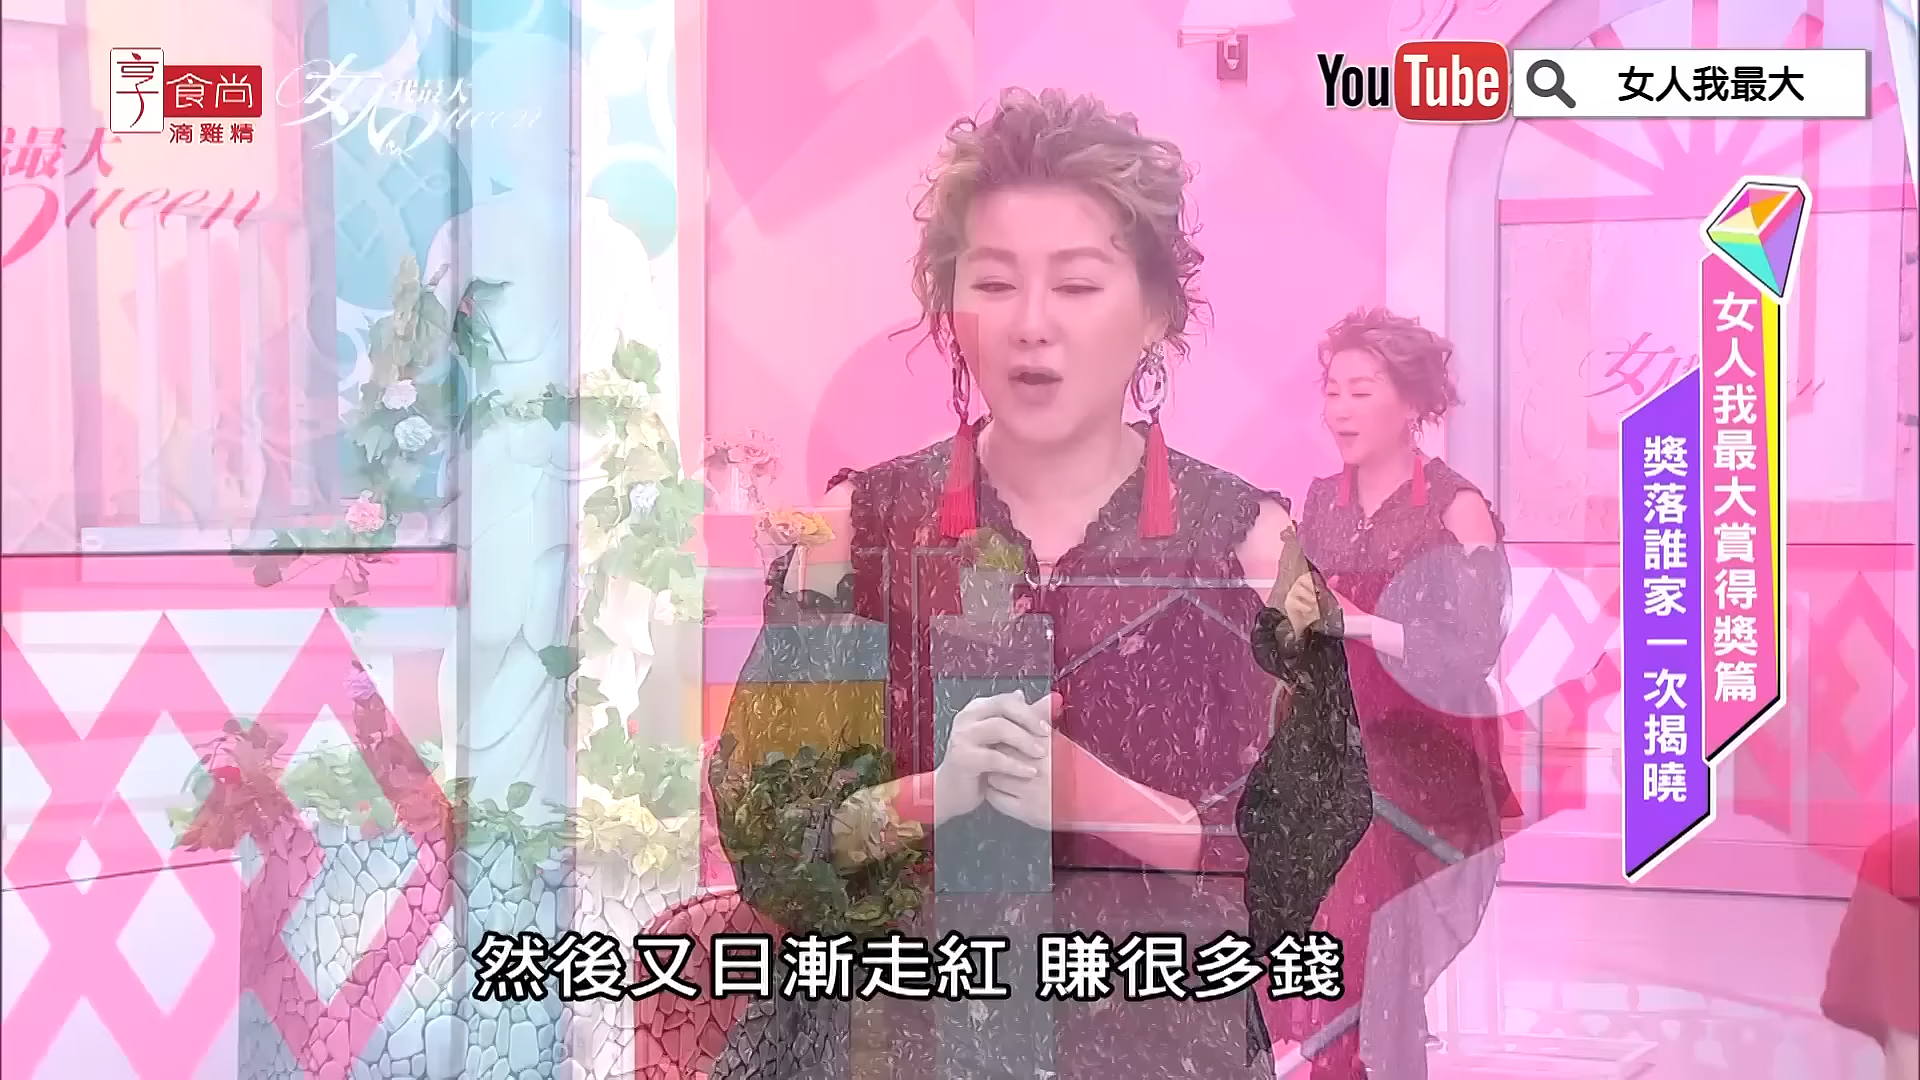 享
食尚
滴雞精
女人我最大
Queen
最大
Queen
YouTube
女人我最大
女人我最大賞得獎篇
獎落誰家一次揭曉
然後又日漸走紅 賺很多錢